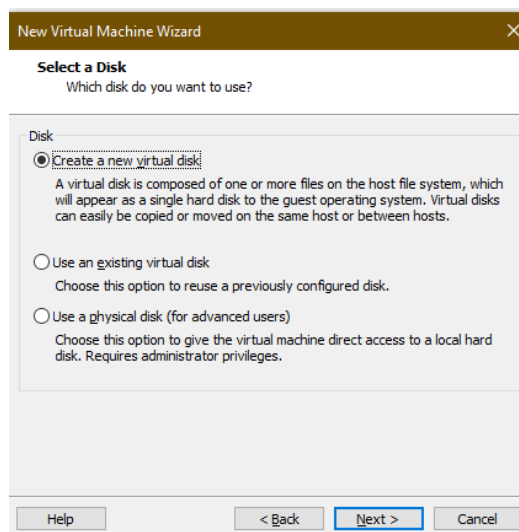 New Virtual Machine Wizard
Select a Disk
Which disk do you want to use?
Disk
Create a new virtual disk
A virtual disk is composed of one or more files on the host file system, which
will appear as a single hard disk to the guest operating system. Virtual disks
can easily be copied or moved on the same host or between hosts.
Use an existing virtual disk
Choose this option to reuse a previously configured disk.
Use a physical disk (for advanced users)
Choose this option to give the virtual machine direct access to a local hard
disk. Requires administrator privileges.
Help < Back Next > Cancel